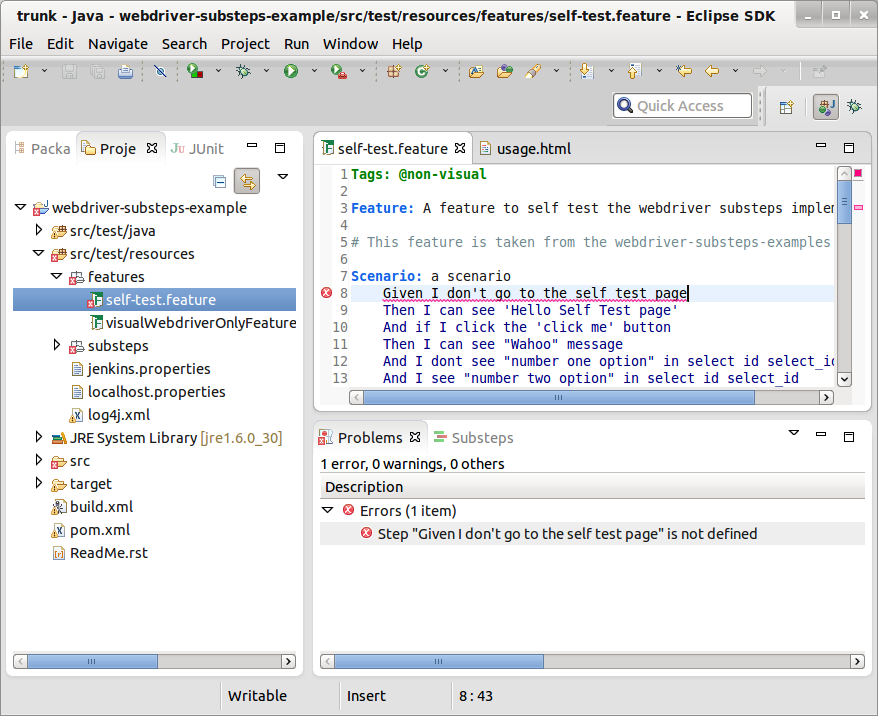 trunk - Java - webdriver-substeps-example/src/test/resources/features/self-test.feature - Eclipse SDK
File Edit Navigate Search Project Run Window Help
Quick Access
Packa Proje JUnit
webdriver-substeps-example
src/test/java
src/test/resources
features
self-test.feature
visualWebdriverOnlyFeature
substeps
jenkins.properties
localhost.properties
log4j.xml
JRE System Library [jre1.6.0_30]
src
target
build.xml
pom.xml
ReadMe.rst
self-test.feature usage.html
1 Tags: @non-visual
2
3 Feature: A feature to self test the webdriver substeps implem
4
5 # This feature is taken from the webdriver-substeps-examples
6
7 Scenario: a scenario
8 Given I don't go to the self test page
9 Then I can see 'Hello Self Test page'
10 And if I click the 'click me' button
11 Then I can see "Wahoo" message
12 And I dont see "number one option" in select id select_id
13 And I see "number two option" in select id select_id
Problems Substeps
1 error, 0 warnings, 0 others
Description
Errors (1 item)
Step "Given I don't go to the self test page" is not defined
Writable Insert 8 : 43